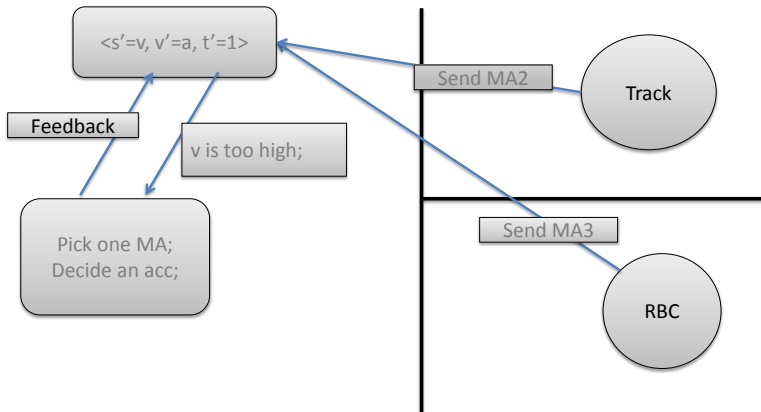 <s’=v, v’=a, t’=1>
Send MA2
Track
Feedback
v is too high;
Pick one MA;
Decide an acc;
Send MA3
RBC